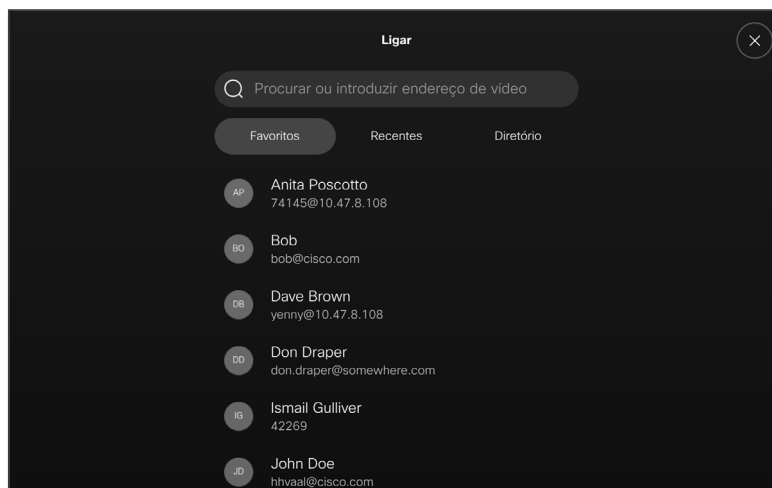 Ligar
Procurar ou introduzir endereço de vídeo
Favoritos Recentes Diretório
AP Anita Poscotto
74145@10.47.8.108
BO Bob
bob@cisco.com
DB Dave Brown
yenny@10.47.8.108
DD Don Draper
don.draper@somewhere.com
IG Ismail Gulliver
42269
JD John Doe
hhvaal@cisco.com